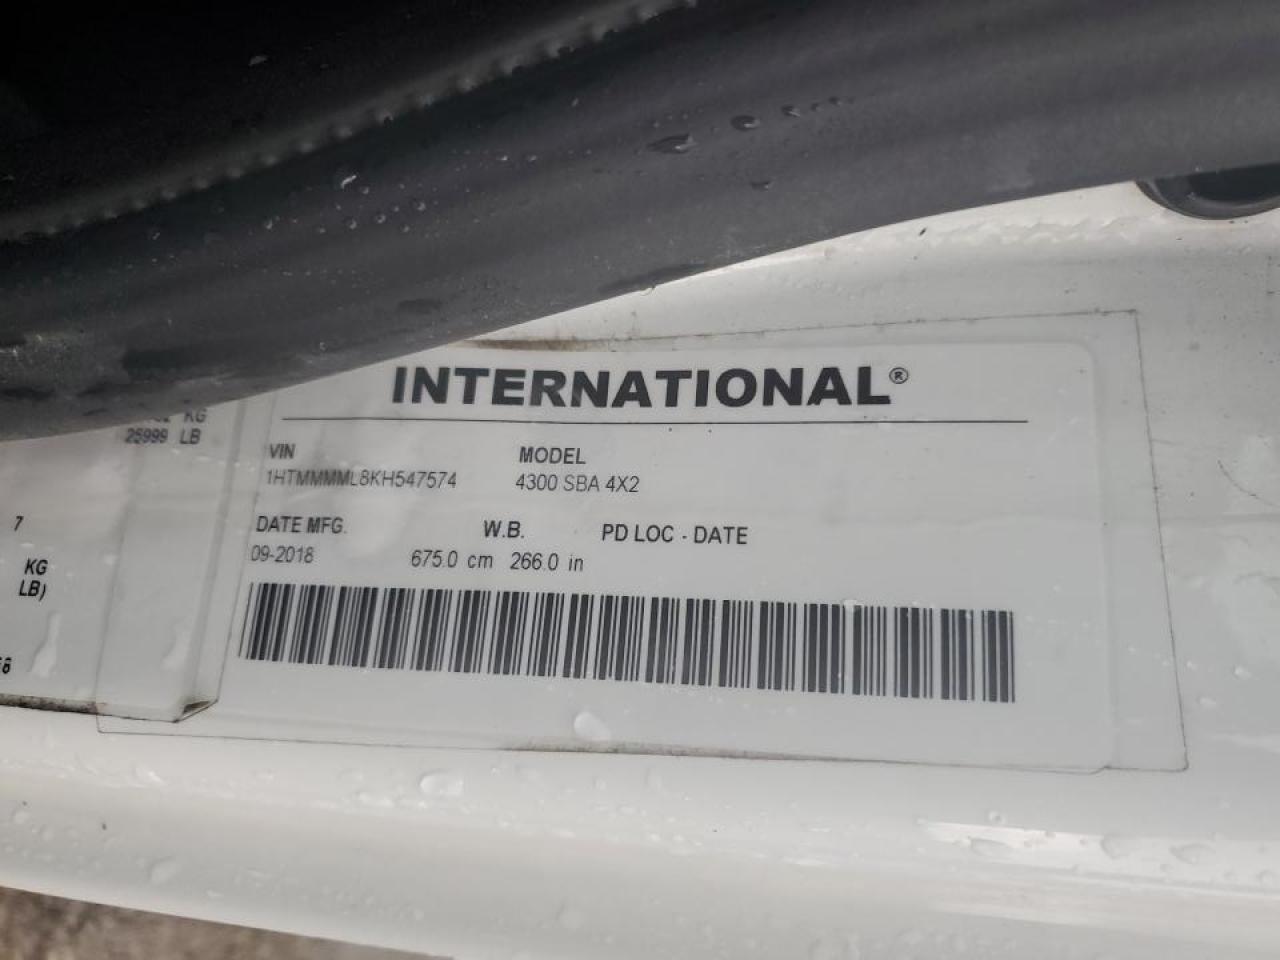 INTERNATIONAL®
KG
25999 LB
VIN MODEL
1HTMMMML8KH547574 4300 SBA 4X2
7
DATE MFG. W.B. PD LOC - DATE
09-2018 675.0 cm 266.0 in
KG
LB)